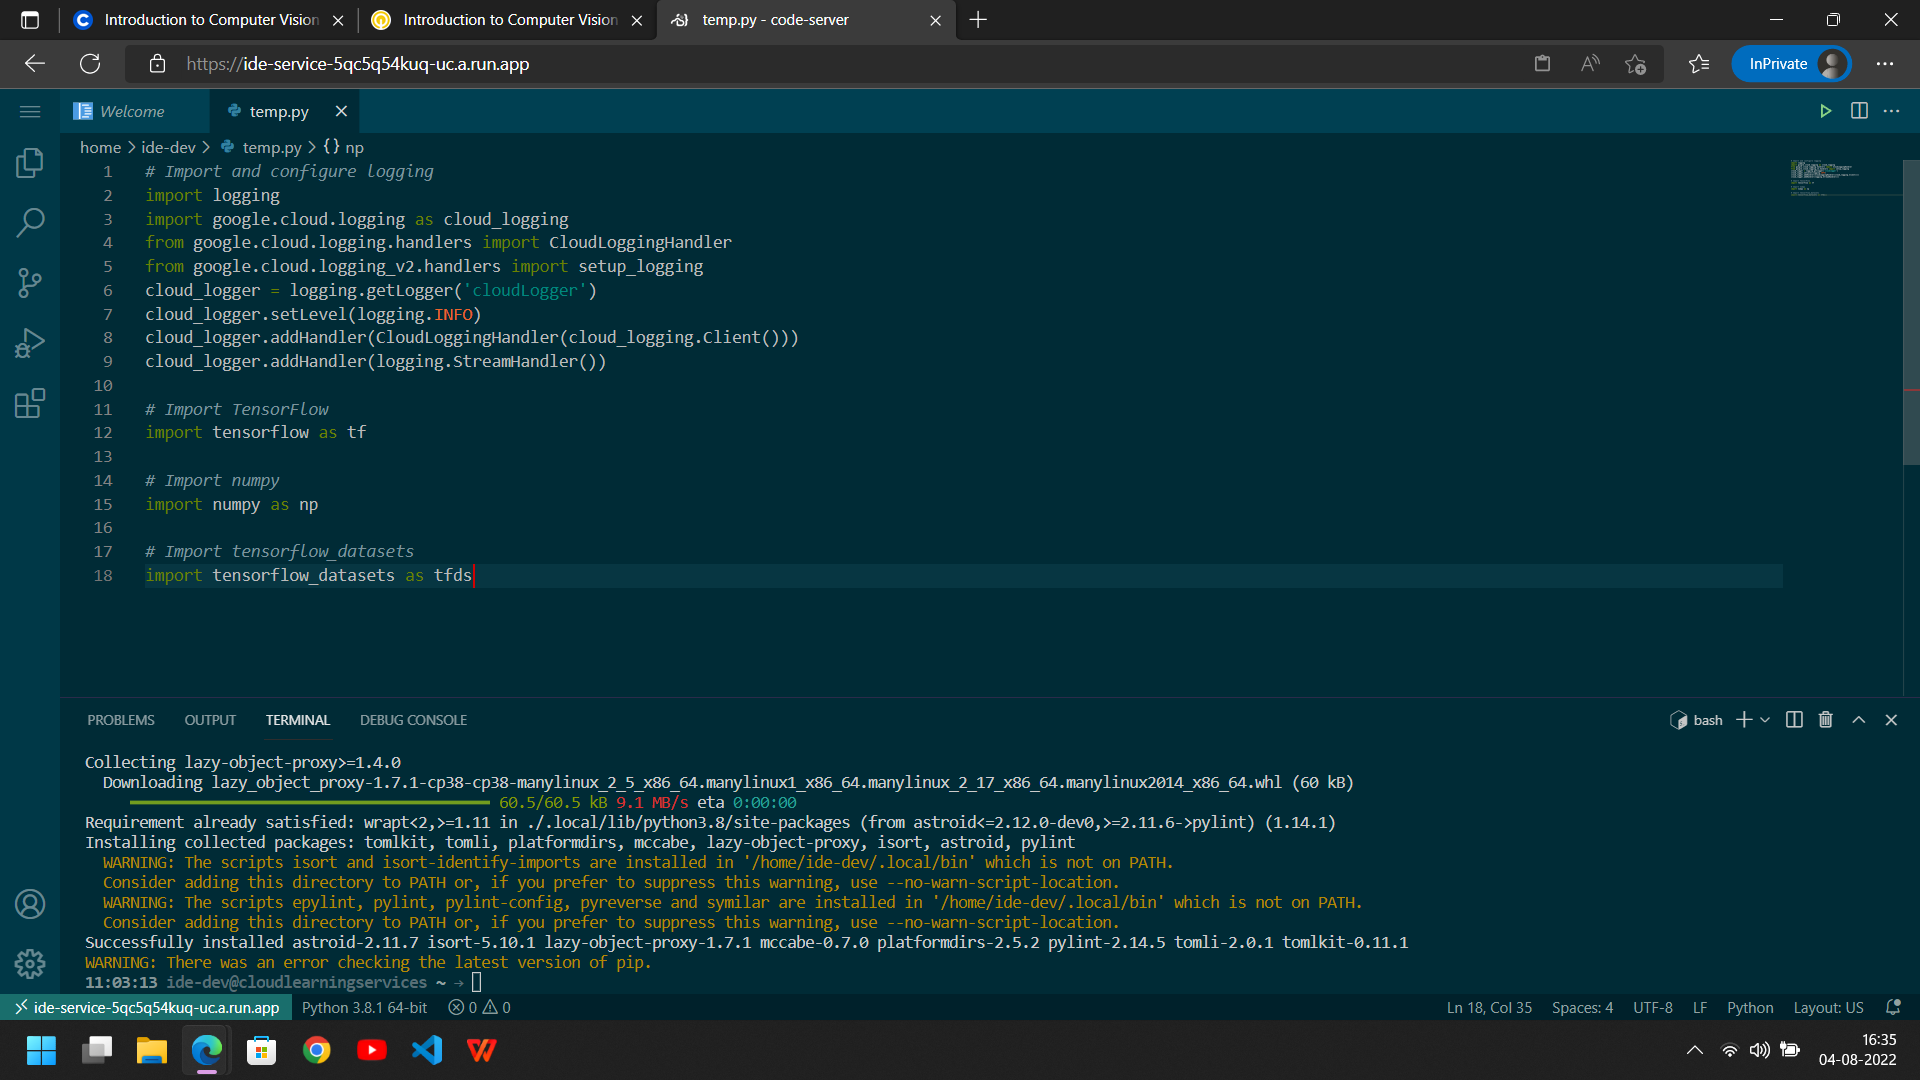 Introduction to Computer Vision
Introduction to Computer Vision
temp.py - code-server
https://ide-service-5qc5q54kuq-uc.a.run.app
InPrivate
Welcome
temp.py
home > ide-dev > temp.py > {} np
1 # Import and configure logging
2 import logging
3 import google.cloud.logging as cloud_logging
4 from google.cloud.logging.handlers import CloudLoggingHandler
5 from google.cloud.logging_v2.handlers import setup_logging
6 cloud_logger = logging.getLogger('cloudLogger')
7 cloud_logger.setLevel(logging.INFO)
8 cloud_logger.addHandler(CloudLoggingHandler(cloud_logging.Client()))
9 cloud_logger.addHandler(logging.StreamHandler())
10
11 # Import TensorFlow
12 import tensorflow as tf
13
14 # Import numpy
15 import numpy as np
16
17 # Import tensorflow_datasets
18 import tensorflow_datasets as tfds
PROBLEMS OUTPUT TERMINAL DEBUG CONSOLE
bash
Collecting lazy-object-proxy>=1.4.0
Downloading lazy_object_proxy-1.7.1-cp38-cp38-manylinux_2_5_x86_64.manylinux1_x86_64.manylinux_2_17_x86_64.manylinux2014_x86_64.whl (60 kB)
60.5/60.5 kB 9.1 MB/s eta 0:00:00
Requirement already satisfied: wrapt<2,>=1.11 in ./.local/lib/python3.8/site-packages (from astroid<=2.12.0-dev0,>=2.11.6->pylint) (1.14.1)
Installing collected packages: tomlkit, tomli, platformdirs, mccabe, lazy-object-proxy, isort, astroid, pylint
WARNING: The scripts isort and isort-identify-imports are installed in '/home/ide-dev/.local/bin' which is not on PATH.
Consider adding this directory to PATH or, if you prefer to suppress this warning, use --no-warn-script-location.
WARNING: The scripts epylint, pylint, pylint-config, pyreverse and symilar are installed in '/home/ide-dev/.local/bin' which is not on PATH.
Consider adding this directory to PATH or, if you prefer to suppress this warning, use --no-warn-script-location.
Successfully installed astroid-2.11.7 isort-5.10.1 lazy-object-proxy-1.7.1 mccabe-0.7.0 platformdirs-2.5.2 pylint-2.14.5 tomli-2.0.1 tomlkit-0.11.1
WARNING: There was an error checking the latest version of pip.
11:03:13 ide-dev@cloudlearningservices ~ →
ide-service-5qc5q54kuq-uc.a.run.app Python 3.8.1 64-bit 0 0
Ln 18, Col 35 Spaces: 4 UTF-8 LF Python Layout: US
16:35
04-08-2022